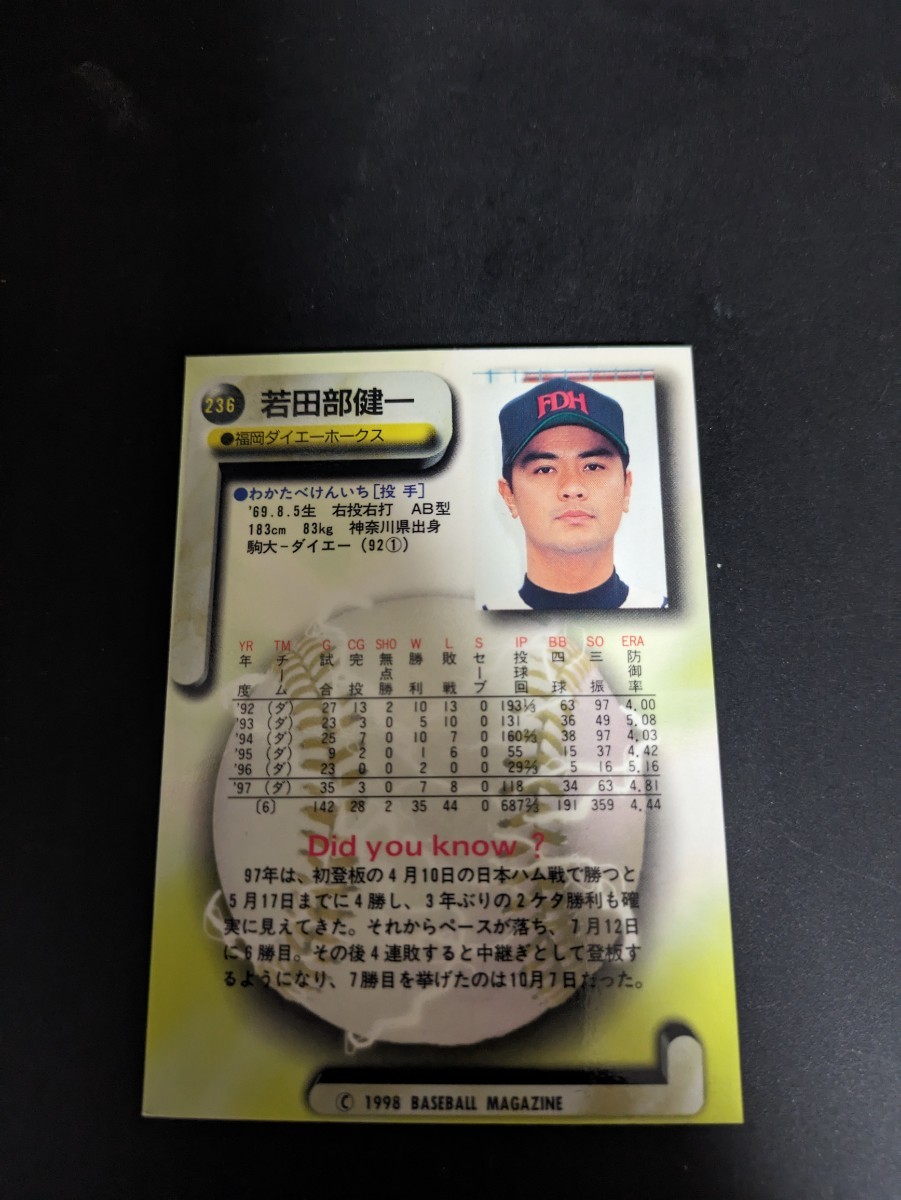 236 若田部健一
●福岡ダイエーホークス
●わかたべけんいち[投 手]
'69.8.5生 右投右打 AB型
183cm 83kg 神奈川県出身
駒大-ダイエー (92①)
FDH
YR TM G CG SHO W L S IP BB SO ERA
年度 チーム 試合 完投 無点勝 勝利 敗戦 セーブ 投球回 四球 三振 防御率
'92 (ダ) 27 13 2 10 13 0 193⅓ 63 97 4.00
'93 (ダ) 23 3 0 5 10 0 131 36 49 5.08
'94 (ダ) 25 7 0 10 7 0 160⅔ 38 97 4.03
'95 (ダ) 9 2 0 1 6 0 55 15 37 4.42
'96 (ダ) 23 0 0 2 0 0 29⅔ 5 16 5.16
'97 (ダ) 35 3 0 7 8 0 118 34 63 4.81
[6] 142 28 2 35 44 0 687⅔ 191 359 4.44
Did you know ?
97年は、初登板の4月10日の日本ハム戦で勝つと
5月17日までに4勝し、3年ぶりの2ケタ勝利も確
実に見えてきた。それからペースが落ち、7月12日
に6勝目。その後4連敗すると中継ぎとして登板す
るようになり、7勝目を挙げたのは10月7日だった。
© 1998 BASEBALL MAGAZINE